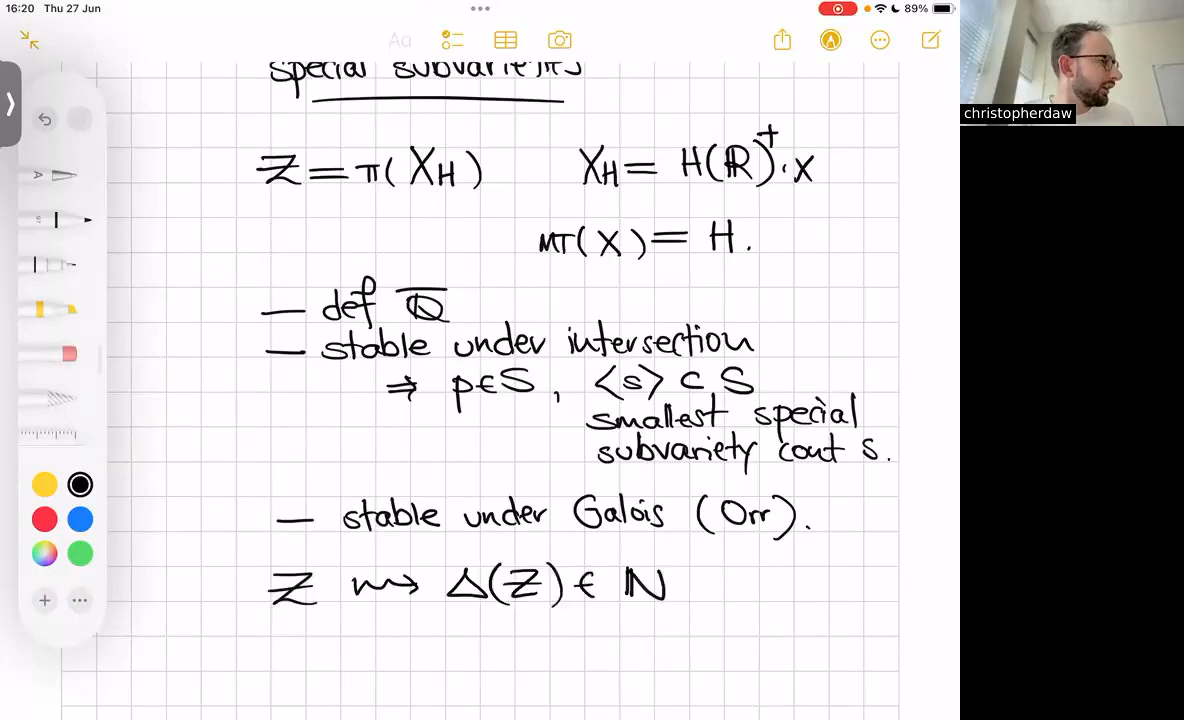 16:20 Thu 27 Jun
89%
Aa
special subvarieties
Z = π(X_H) X_H = H(ℝ)⁺·x
MT(x) = H.
— def ℚ̅
— stable under intersection
⇒ p∈S, <s> ⊂ S
smallest special
subvariety cont s.
— stable under Galois (Orr).
Z ⇝ Δ(Z) ∈ ℕ
christopherdaw